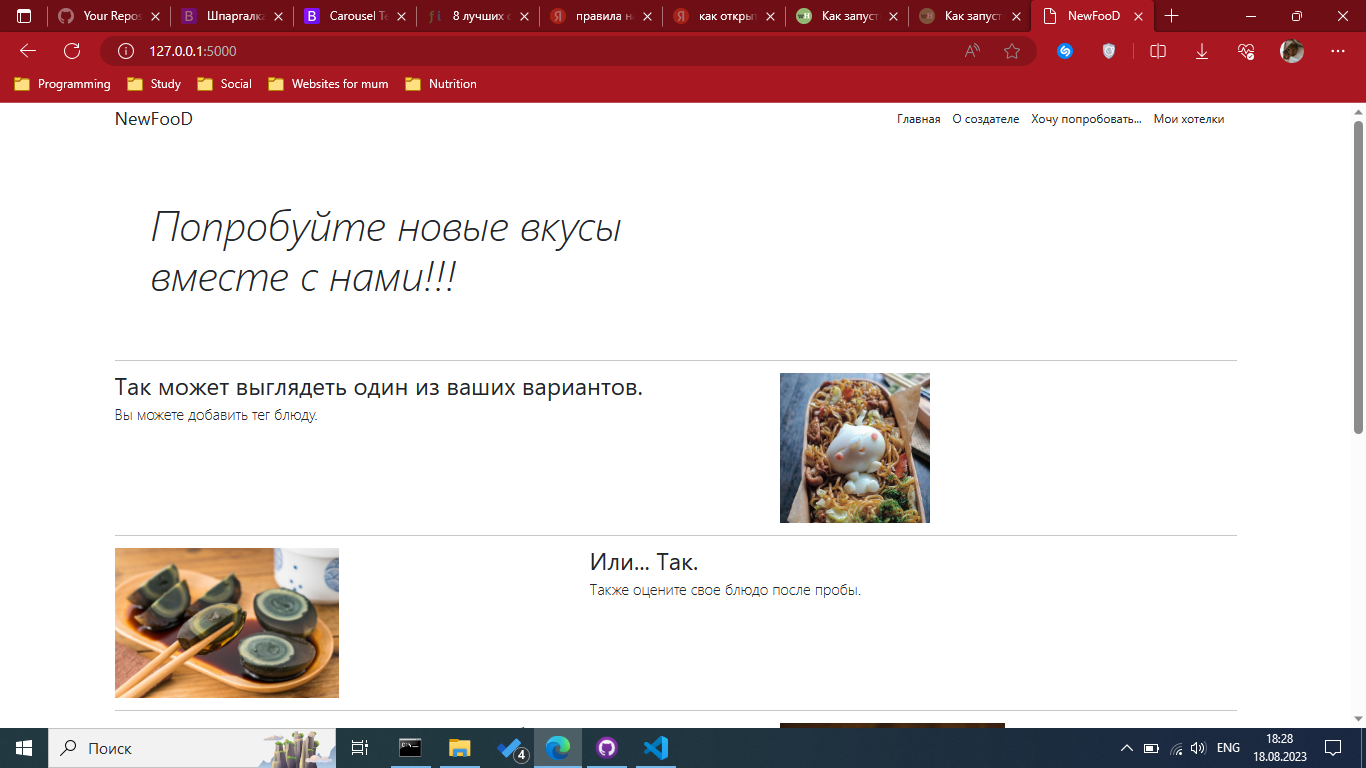 Your Repos
Шпаргалка
Carousel Te
8 лучших с
правила на
как открыт
Как запуст
Как запуст
NewFooD
127.0.0.1:5000
Programming
Study
Social
Websites for mum
Nutrition
NewFooD
Главная
О создателе
Хочу попробовать...
Мои хотелки
Попробуйте новые вкусы
вместе с нами!!!
Так может выглядеть один из ваших вариантов.
Вы можете добавить тег блюду.
Или... Так.
Также оцените свое блюдо после пробы.
Поиск
4
ENG
18:28
18.08.2023